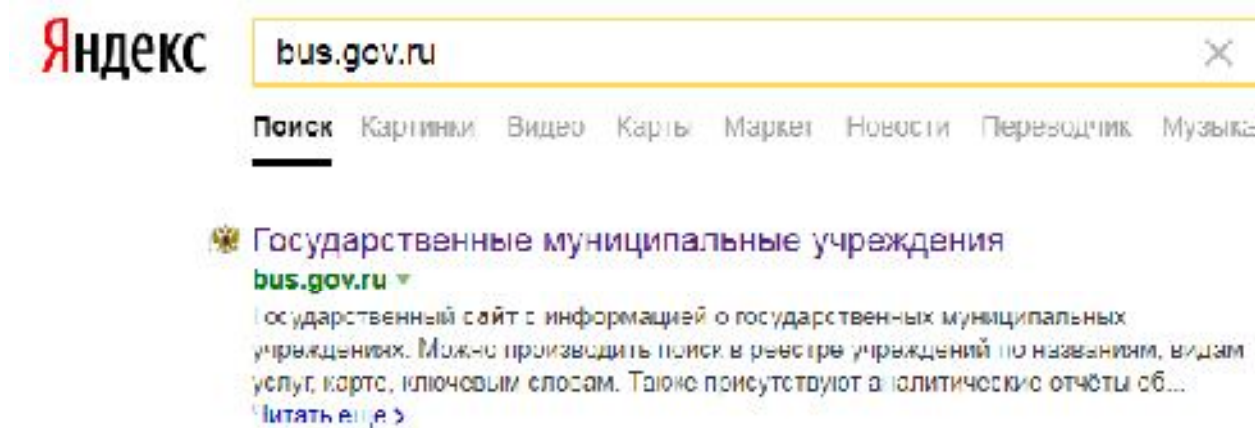 Яндекс
bus.gov.ru
Поиск Картинки Видео Карты Маркет Новости Переводчик Музыка
Государственные муниципальные учреждения
bus.gov.ru
Государственный сайт с информацией о государственных муниципальных
учреждениях. Можно производить поиск в реестре учреждений по названиям, видам
услуг, карте, ключевым словам. Также присутствуют аналитические отчёты об...
Читать ещё >